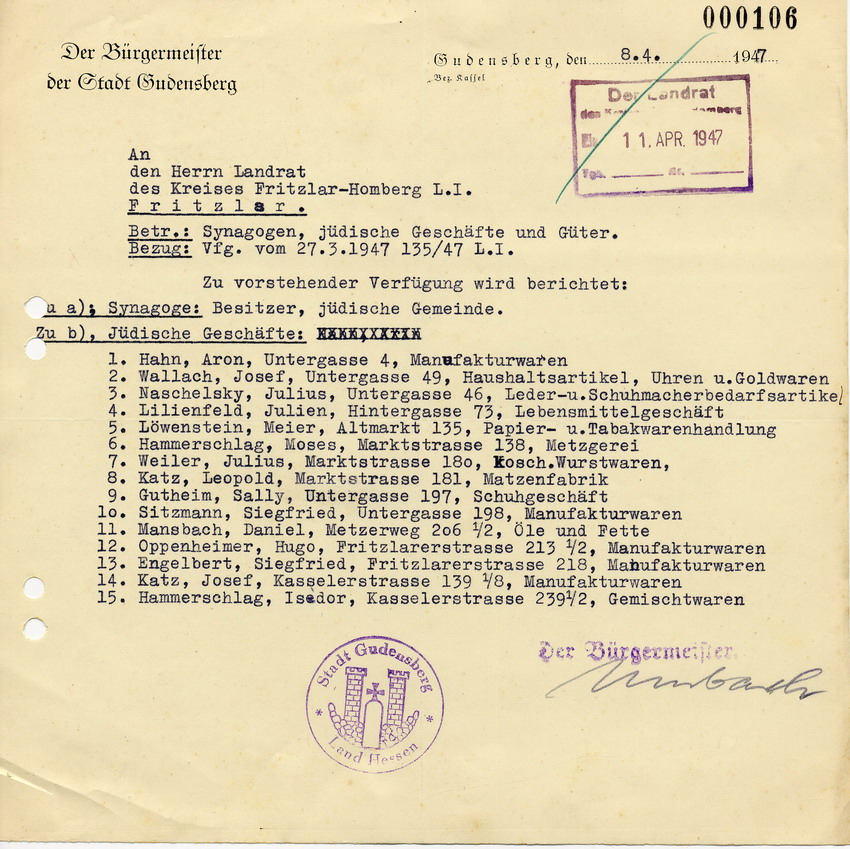 000106
Der Bürgermeister
der Stadt Gudensberg
Gudensberg, den 8.4. 1947
Bez. Kassel
Der Landrat
11. APR. 1947
Tgb. Nr.
An
den Herrn Landrat
des Kreises Fritzlar-Homberg L.I.
F r i t z l a r .
Betr.: Synagogen, jüdische Geschäfte und Güter.
Bezug: Vfg. vom 27.3.1947 135/47 L.I.
Zu vorstehender Verfügung wird berichtet:
u a); Synagoge: Besitzer, jüdische Gemeinde.
Zu b), Jüdische Geschäfte:
1. Hahn, Aron, Untergasse 4, Manufakturwaren
2. Wallach, Josef, Untergasse 49, Haushaltsartikel, Uhren u.Goldwaren
3. Naschelsky, Julius, Untergasse 46, Leder-u.Schuhmacherbedarfsartikel
4. Lilienfeld, Julien, Hintergasse 73, Lebensmittelgeschäft
5. Löwenstein, Meier, Altmarkt 135, Papier- u.Tabakwarenhandlung
6. Hammerschlag, Moses, Marktstrasse 138, Metzgerei
7. Weiler, Julius, Marktstrasse 18o, Kosch.Wurstwaren,
8. Katz, Leopold, Marktstrasse 181, Matzenfabrik
9. Gutheim, Sally, Untergasse 197, Schuhgeschäft
1o. Sitzmann, Siegfried, Untergasse 198, Manufakturwaren
11. Mansbach, Daniel, Metzerweg 2o6 1/2, Öle und Fette
12. Oppenheimer, Hugo, Fritzlarerstrasse 213 1/2, Manufakturwaren
13. Engelbert, Siegfried, Fritzlarerstrasse 218, Manufakturwaren
14. Katz, Josef, Kasselerstrasse 139 1/8, Manufakturwaren
15. Hammerschlag, Isedor, Kasselerstrasse 2391/2, Gemischtwaren
Der Bürgermeister.
Stadt Gudensberg
* Land Hessen *